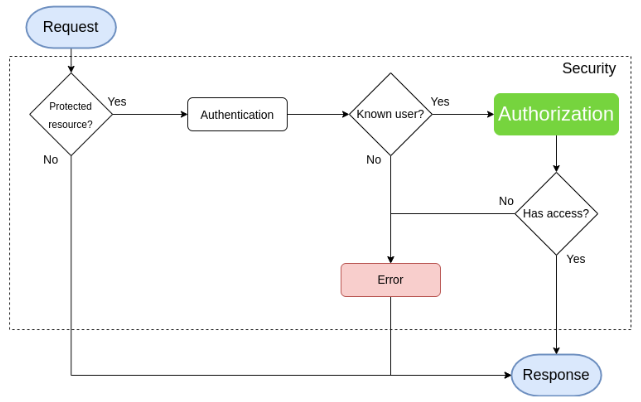 Request
Security
Protected
resource?
Yes
Authentication
Known user?
Yes
Authorization
No
No
No
Has access?
Yes
Error
Response